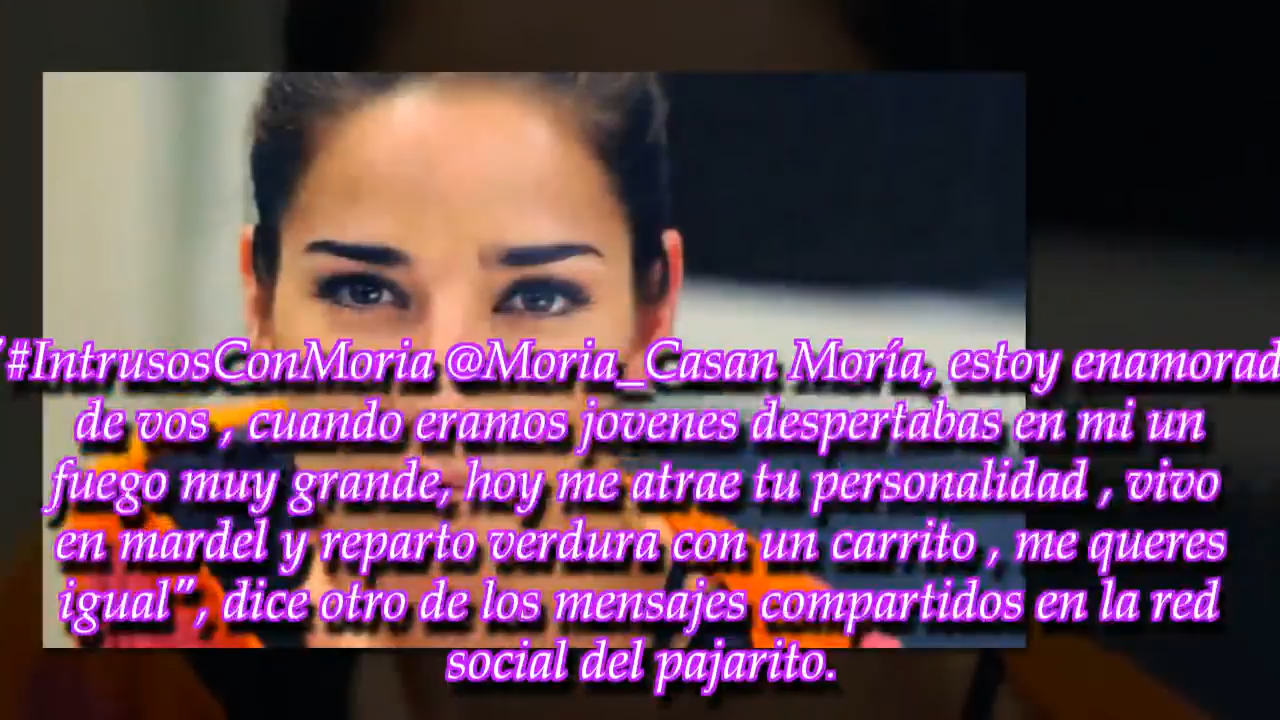 "#IntrusosConMoria @Moria_Casan Moría, estoy enamorad
de vos , cuando eramos jovenes despertabas en mi un
fuego muy grande, hoy me atrae tu personalidad , vivo
en mardel y reparto verdura con un carrito , me queres
igual”, dice otro de los mensajes compartidos en la red
social del pajarito.